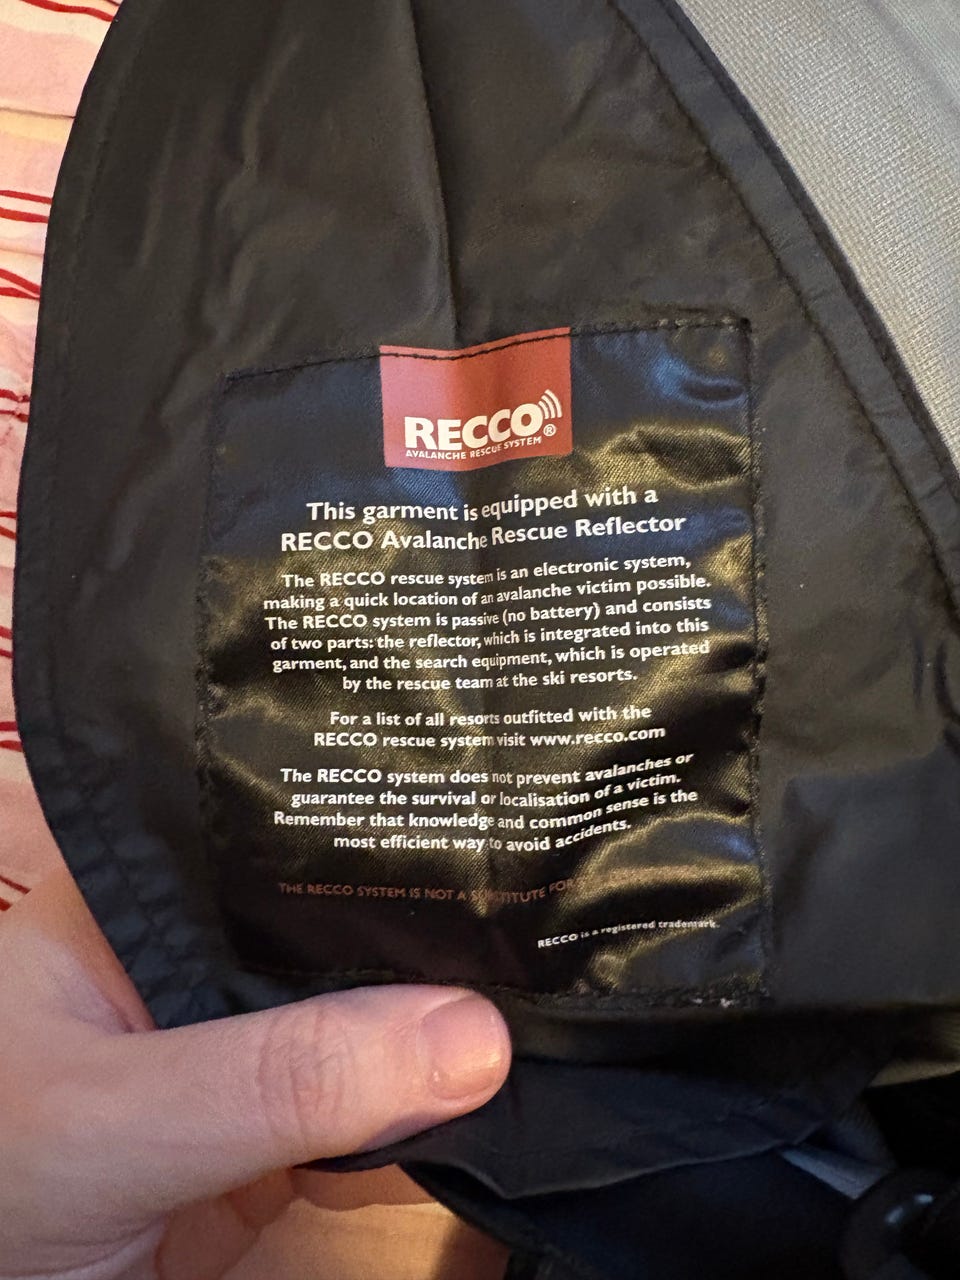 RECCO®
AVALANCHE RESCUE SYSTEM
This garment is equipped with a
RECCO Avalanche Rescue Reflector
The RECCO rescue system is an electronic system,
making a quick location of an avalanche victim possible.
The RECCO system is passive (no battery) and consists
of two parts: the reflector, which is integrated into this
garment, and the search equipment, which is operated
by the rescue team at the ski resorts.
For a list of all resorts outfitted with the
RECCO rescue system visit www.recco.com
The RECCO system does not prevent avalanches or
guarantee the survival or localisation of a victim.
Remember that knowledge and common sense is the
most efficient way to avoid accidents.
THE RECCO SYSTEM IS NOT A SUBSTITUTE FOR
RECCO is a registered trademark.